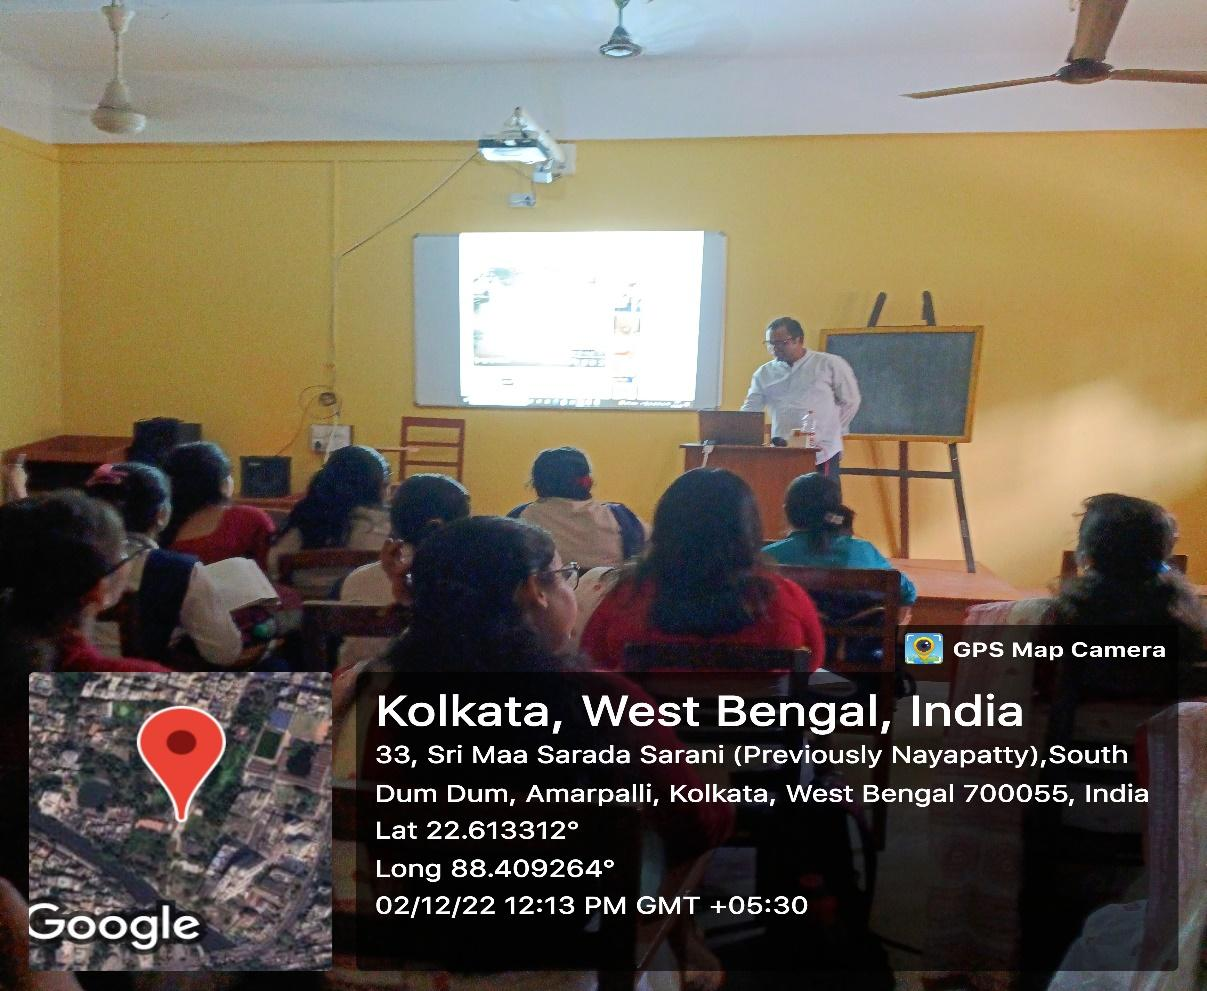 GPS Map Camera
Kolkata, West Bengal, India
33, Sri Maa Sarada Sarani (Previously Nayapatty),South
Dum Dum, Amarpalli, Kolkata, West Bengal 700055, India
Lat 22.613312°
Long 88.409264°
02/12/22 12:13 PM GMT +05:30
Google